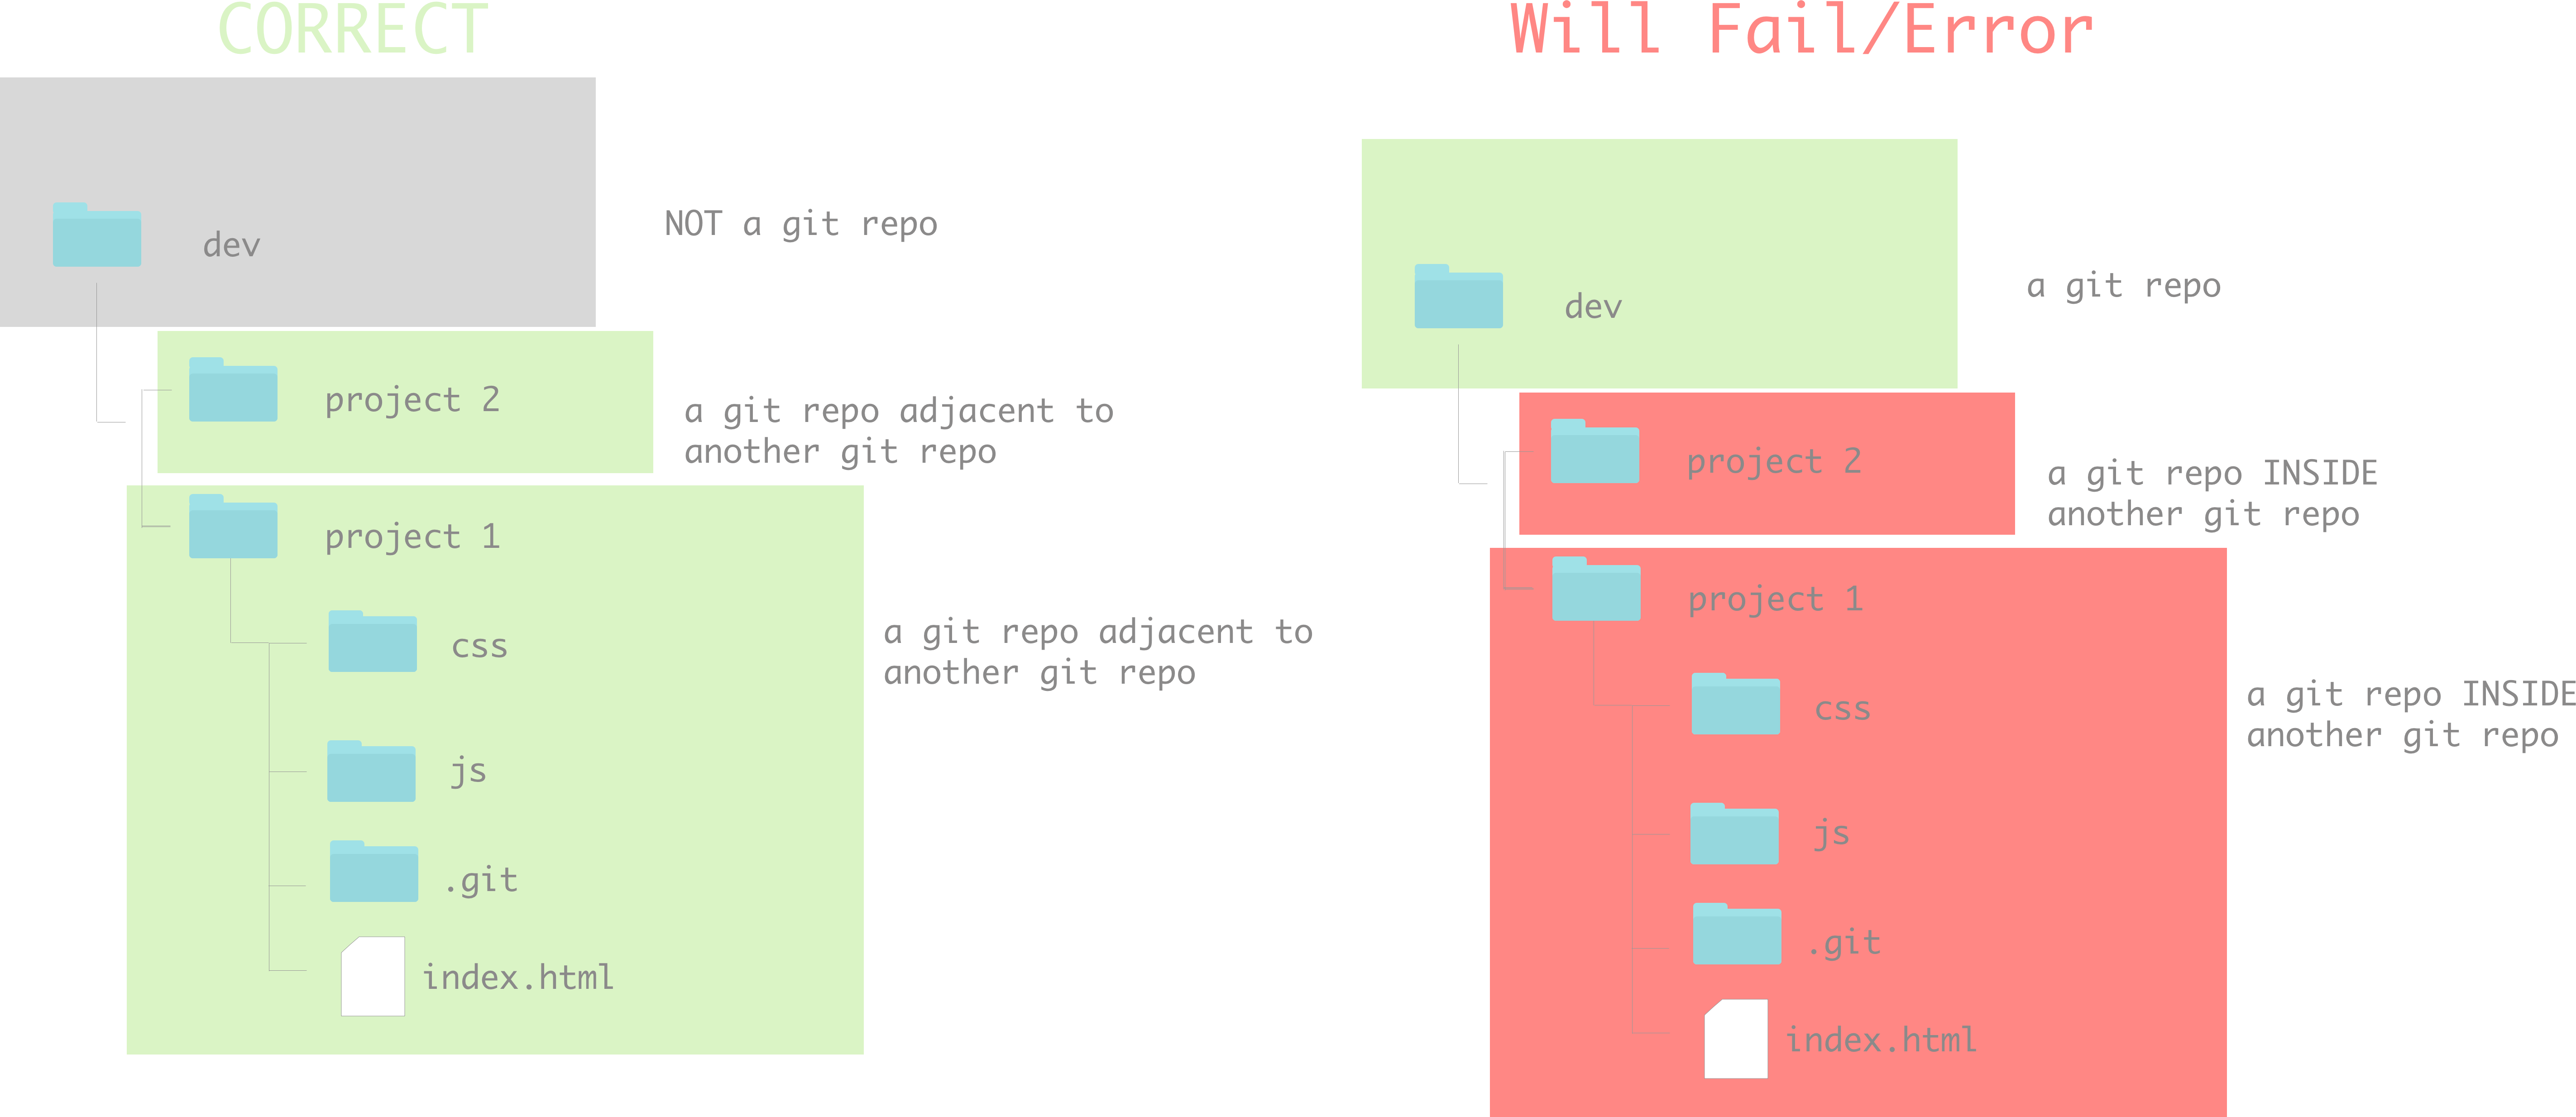 CORRECT
dev
NOT a git repo
project 2
a git repo adjacent to
another git repo
project 1
a git repo adjacent to
another git repo
css
js
.git
index.html
Will Fail/Error
dev
a git repo
project 2
a git repo INSIDE
another git repo
project 1
a git repo INSIDE
another git repo
css
js
.git
index.html